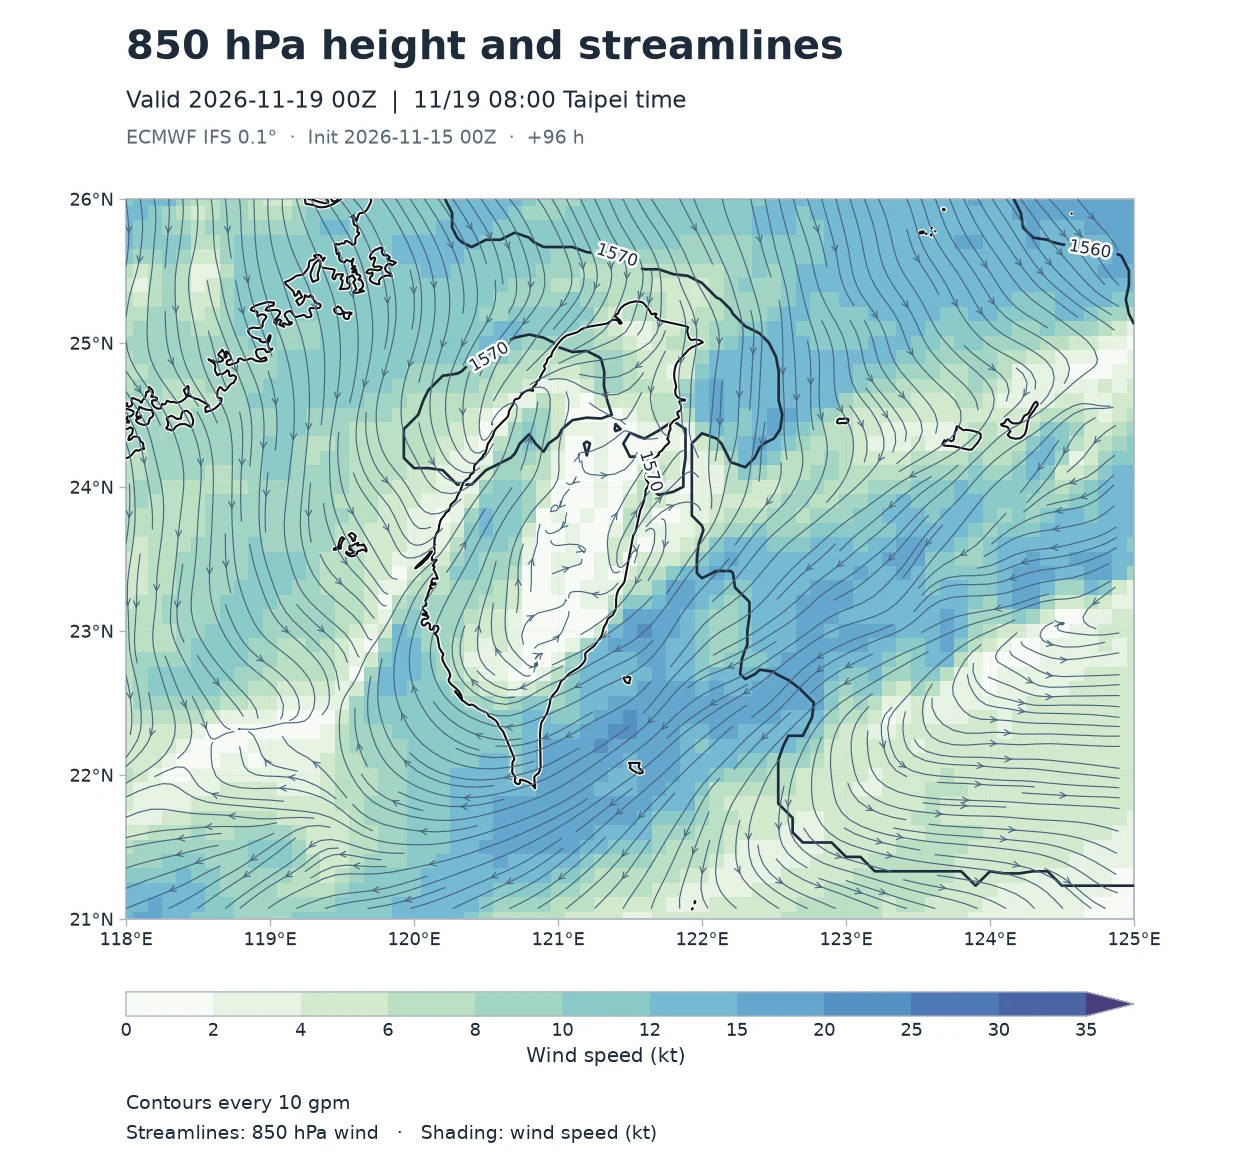 850 hPa height and streamlines
Valid 2026-11-19 00Z | 11/19 08:00 Taipei time
ECMWF IFS 0.1° · Init 2026-11-15 00Z · +96 h
26°N
25°N
24°N
23°N
22°N
21°N
1570
1560
1570
1570
118°E 119°E 120°E 121°E 122°E 123°E 124°E 125°E
0 2 4 6 8 10 12 15 20 25 30 35
Wind speed (kt)
Contours every 10 gpm
Streamlines: 850 hPa wind · Shading: wind speed (kt)